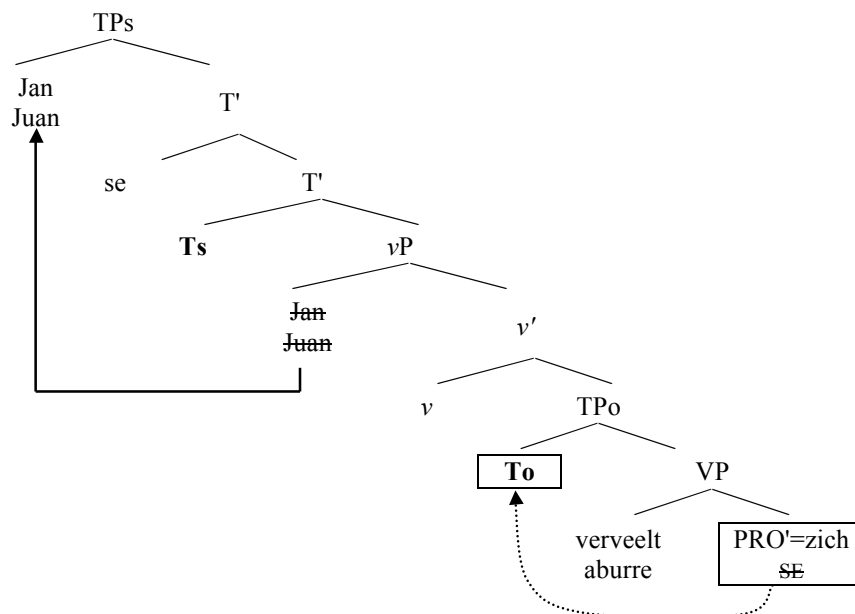 TPs
Jan
Juan
T'
se
T'
Ts
vP
Jan
Juan
v'
v
TPo
To
VP
verveelt
aburre
PRO'=zich
SE